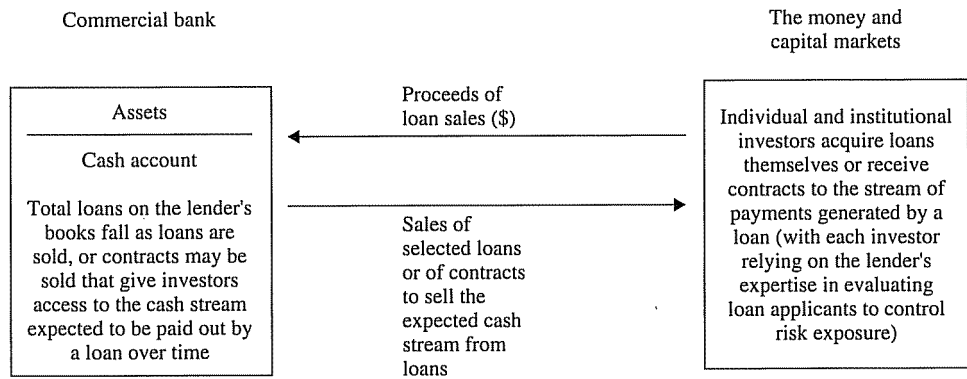 Commercial bank
The money and
capital markets
Assets
Cash account
Total loans on the lender's
books fall as loans are
sold, or contracts may be
sold that give investors
access to the cash stream
expected to be paid out by
a loan over time
Proceeds of
loan sales ($)
Sales of
selected loans
or of contracts
to sell the
expected cash
stream from
loans
Individual and institutional
investors acquire loans
themselves or receive
contracts to the stream of
payments generated by a
loan (with each investor
relying on the lender's
expertise in evaluating
loan applicants to control
risk exposure)